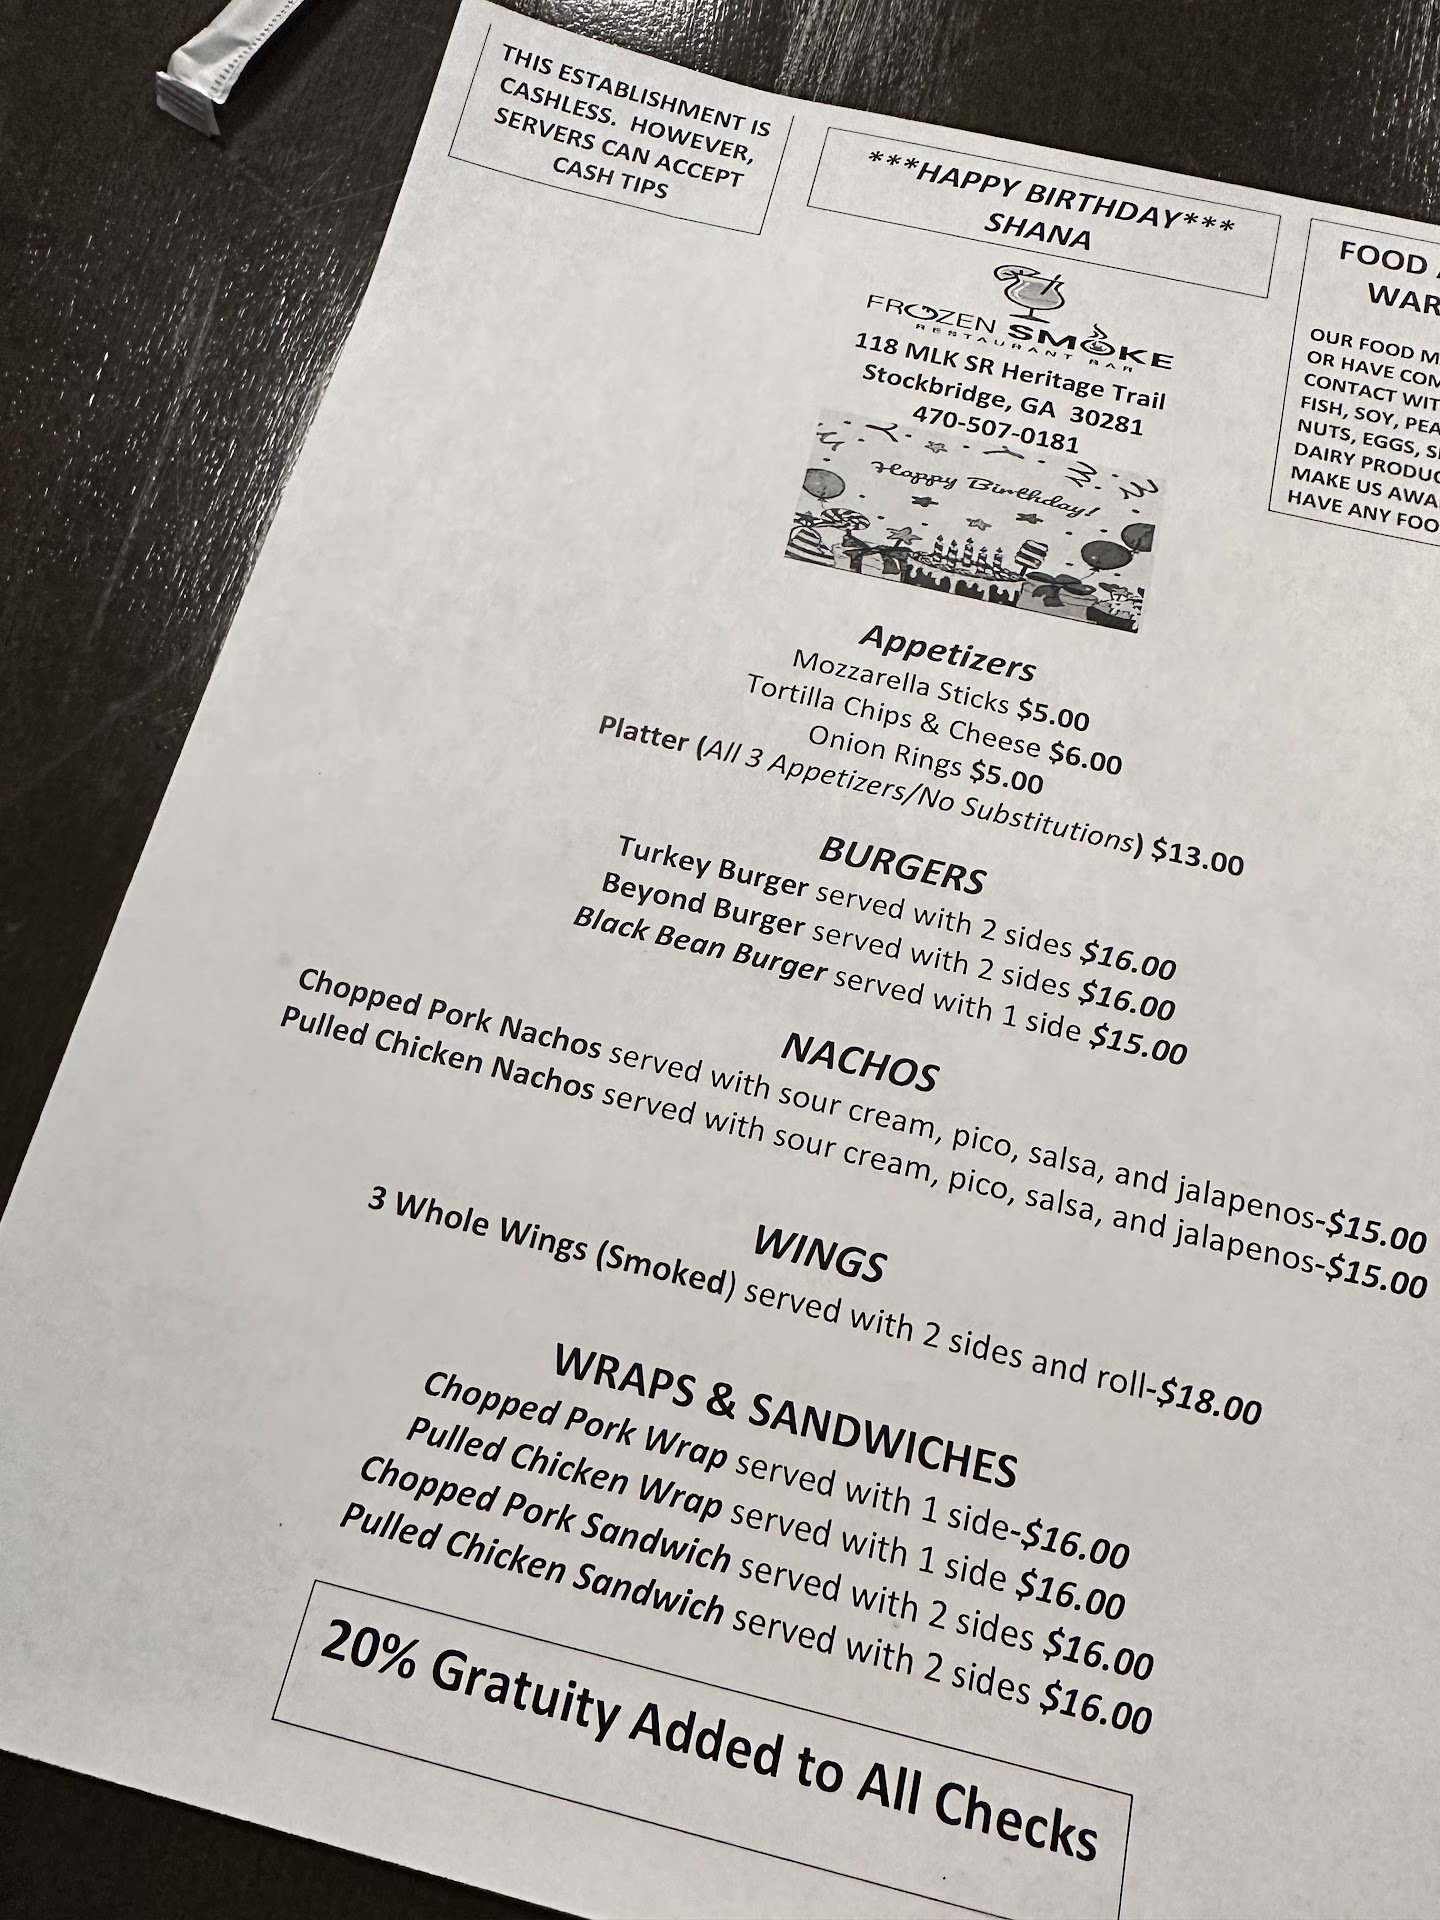 THIS ESTABLISHMENT IS
CASHLESS. HOWEVER,
SERVERS CAN ACCEPT
CASH TIPS
***HAPPY BIRTHDAY***
SHANA
FROZEN SMOKE
RESTAURANT BAR
118 MLK SR Heritage Trail
Stockbridge, GA 30281
470-507-0181
Happy Birthday!
FOOD
WAR
OUR FOOD M
OR HAVE COM
CONTACT WIT
FISH, SOY, PEA
NUTS, EGGS, S
DAIRY PRODUC
MAKE US AWA
HAVE ANY FOO
Appetizers
Mozzarella Sticks $5.00
Tortilla Chips & Cheese $6.00
Onion Rings $5.00
Platter (All 3 Appetizers/No Substitutions) $13.00
BURGERS
Turkey Burger served with 2 sides $16.00
Beyond Burger served with 2 sides $16.00
Black Bean Burger served with 1 side $15.00
NACHOS
Chopped Pork Nachos served with sour cream, pico, salsa, and jalapenos-$15.00
Pulled Chicken Nachos served with sour cream, pico, salsa, and jalapenos-$15.00
WINGS
3 Whole Wings (Smoked) served with 2 sides and roll-$18.00
WRAPS & SANDWICHES
Chopped Pork Wrap served with 1 side-$16.00
Pulled Chicken Wrap served with 1 side $16.00
Chopped Pork Sandwich served with 2 sides $16.00
Pulled Chicken Sandwich served with 2 sides $16.00
20% Gratuity Added to All Checks